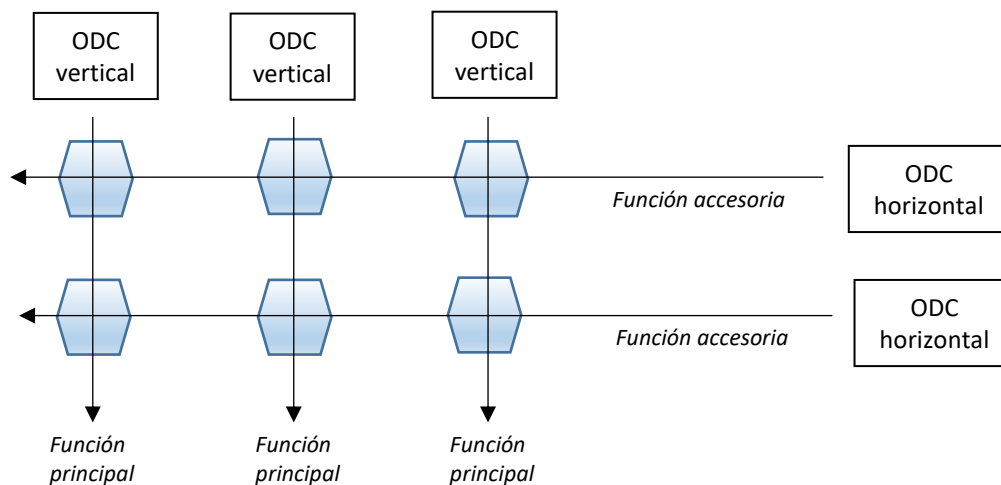 ODC
vertical
ODC
vertical
ODC
vertical
Función accesoria
ODC
horizontal
Función accesoria
ODC
horizontal
Función
principal
Función
principal
Función
principal